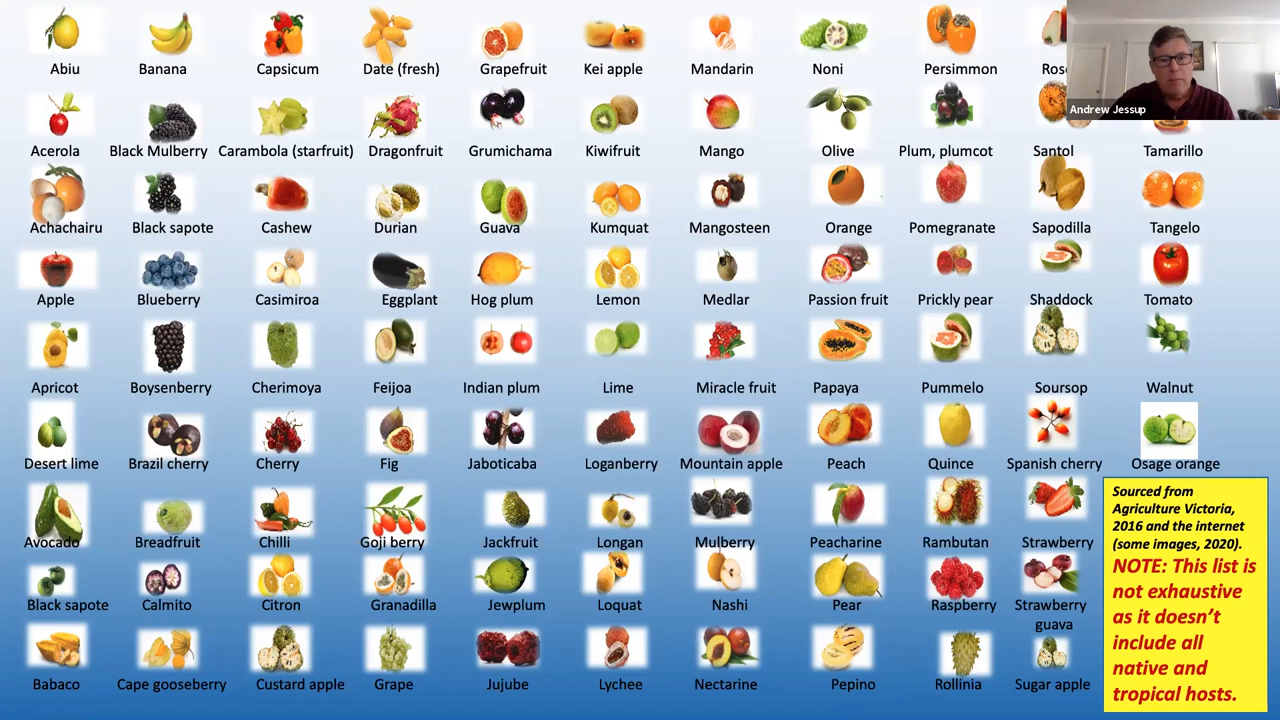 Abiu Banana Capsicum Date (fresh) Grapefruit Kei apple Mandarin Noni Persimmon
Andrew Jessup
Acerola Black Mulberry Carambola (starfruit) Dragonfruit Grumichama Kiwifruit Mango Olive Plum, plumcot Santol Tamarillo
Achachairu Black sapote Cashew Durian Guava Kumquat Mangosteen Orange Pomegranate Sapodilla Tangelo
Apple Blueberry Casimiroa Eggplant Hog plum Lemon Medlar Passion fruit Prickly pear Shaddock Tomato
Apricot Boysenberry Cherimoya Feijoa Indian plum Lime Miracle fruit Papaya Pummelo Soursop Walnut
Desert lime Brazil cherry Cherry Fig Jaboticaba Loganberry Mountain apple Peach Quince Spanish cherry Osage orange
Avocado Breadfruit Chilli Goji berry Jackfruit Longan Mulberry Peacharine Rambutan Strawberry
Black sapote Calmito Citron Granadilla Jewplum Loquat Nashi Pear Raspberry Strawberry
guava
Babaco Cape gooseberry Custard apple Grape Jujube Lychee Nectarine Pepino Rollinia Sugar apple
Sourced from
Agriculture Victoria,
2016 and the internet
(some images, 2020).
NOTE: This list is
not exhaustive
as it doesn't
include all
native and
tropical hosts.